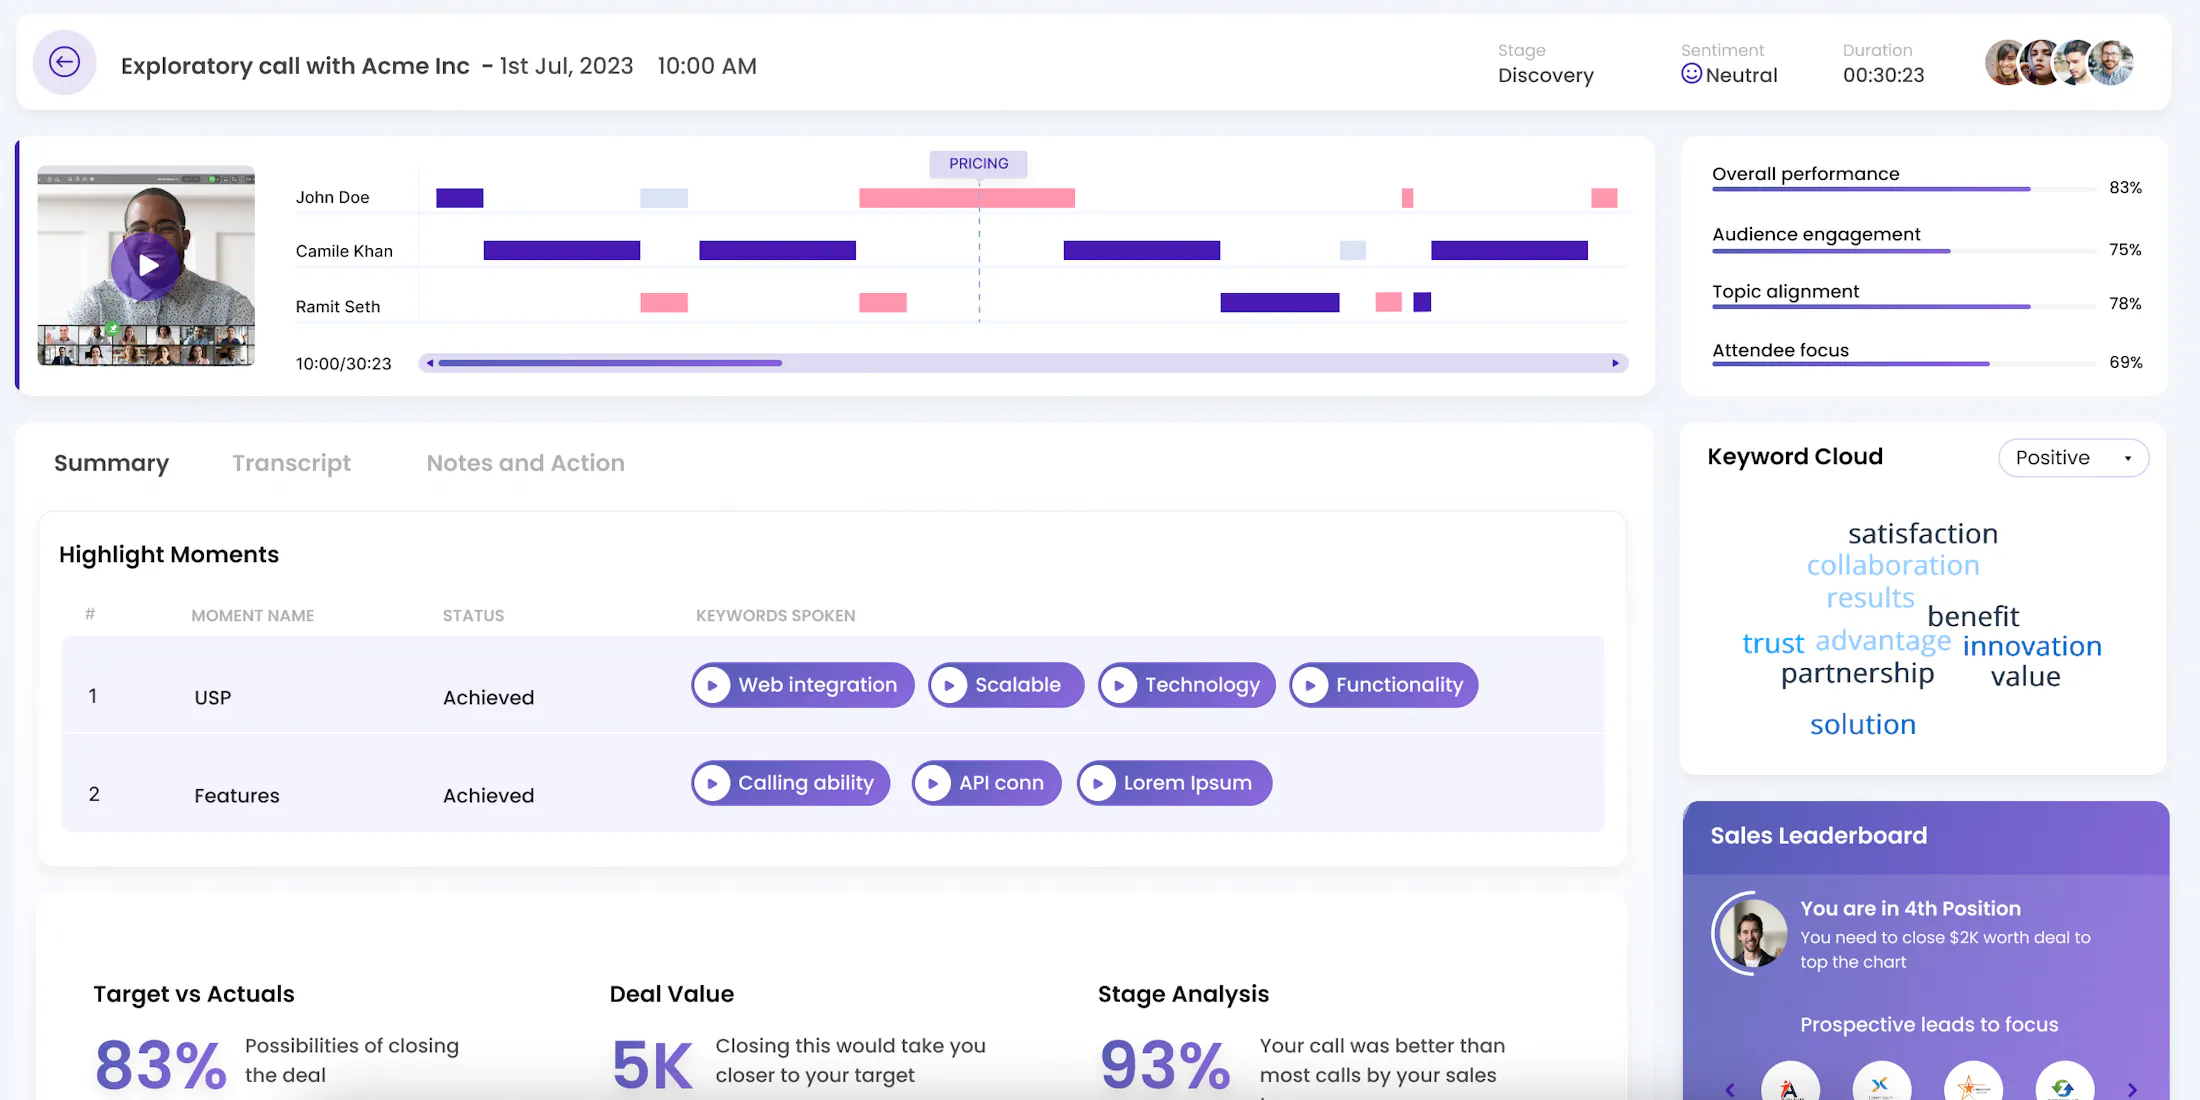 Exploratory call with Acme Inc - 1st Jul, 2023 10:00 AM
Stage
Discovery
Sentiment
Neutral
Duration
00:30:23
PRICING
John Doe
Camile Khan
Ramit Seth
10:00/30:23
Overall performance
83%
Audience engagement
75%
Topic alignment
78%
Attendee focus
69%
Summary Transcript Notes and Action
Highlight Moments
# MOMENT NAME STATUS KEYWORDS SPOKEN
1 USP Achieved Web integration Scalable Technology Functionality
2 Features Achieved Calling ability API conn Lorem Ipsum
Keyword Cloud
Positive
satisfaction
collaboration
results
benefit
trust advantage innovation
partnership value
solution
Target vs Actuals
83%
Possibilities of closing
the deal
Deal Value
5K
Closing this would take you
closer to your target
Stage Analysis
93%
Your call was better than
most calls by your sales
Sales Leaderboard
You are in 4th Position
You need to close $2K worth deal to
top the chart
Prospective leads to focus